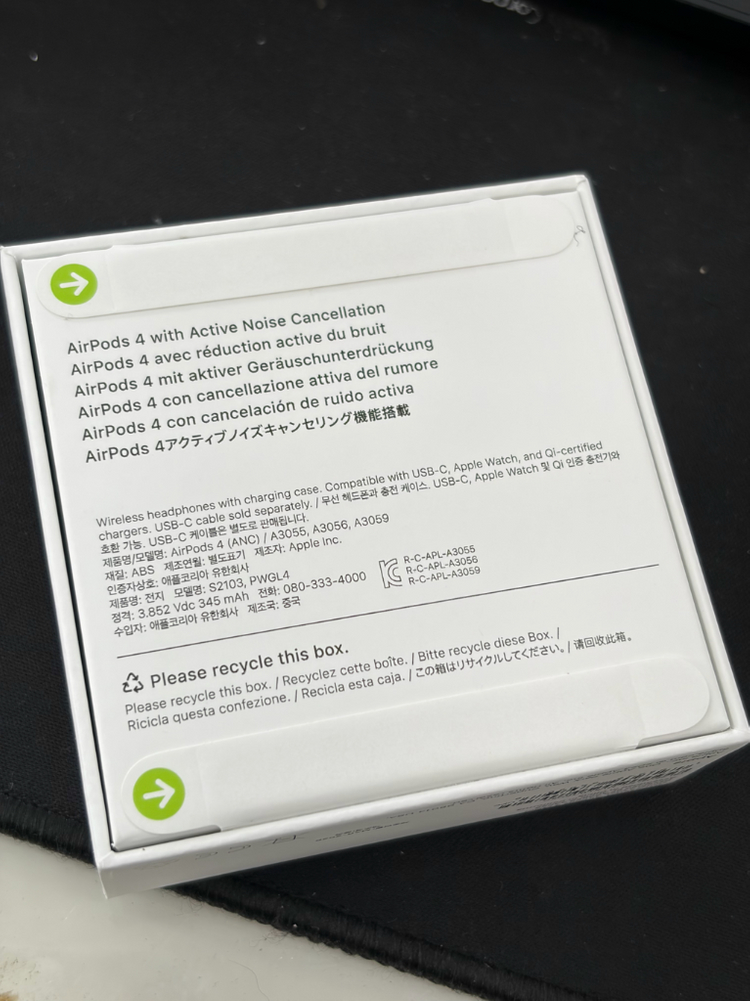 AirPods 4 with Active Noise Cancellation
AirPods 4 avec réduction active du bruit
AirPods 4 mit aktiver Geräuschunterdrückung
AirPods 4 con cancellazione attiva del rumore
AirPods 4 con cancelación de ruido activa
AirPods 4アクティブノイズキャンセリング機能搭載
Wireless headphones with charging case. Compatible with USB-C, Apple Watch, and Qi-certified
chargers. USB-C cable sold separately. / 무선 헤드폰과 충전 케이스. USB-C, Apple Watch 및 Qi 인증 충전기와
호환 가능. USB-C 케이블은 별도로 판매됩니다.
제품명/모델명: AirPods 4 (ANC) / A3055, A3056, A3059
재질: ABS 제조연월: 별도표기 제조자: Apple Inc.
인증자상호: 애플코리아 유한회사
제품명: 전지 모델명: S2103, PWGL4
정격: 3.852 Vdc 345 mAh 전화: 080-333-4000
수입자: 애플코리아 유한회사 제조국: 중국
R-C-APL-A3055
R-C-APL-A3056
R-C-APL-A3059
Please recycle this box.
Please recycle this box. / Recyclez cette boîte. / Bitte recycle diese Box. /
Ricicla questa confezione. / Recicla esta caja. / この箱はリサイクルしてください。/ 请回收此箱。